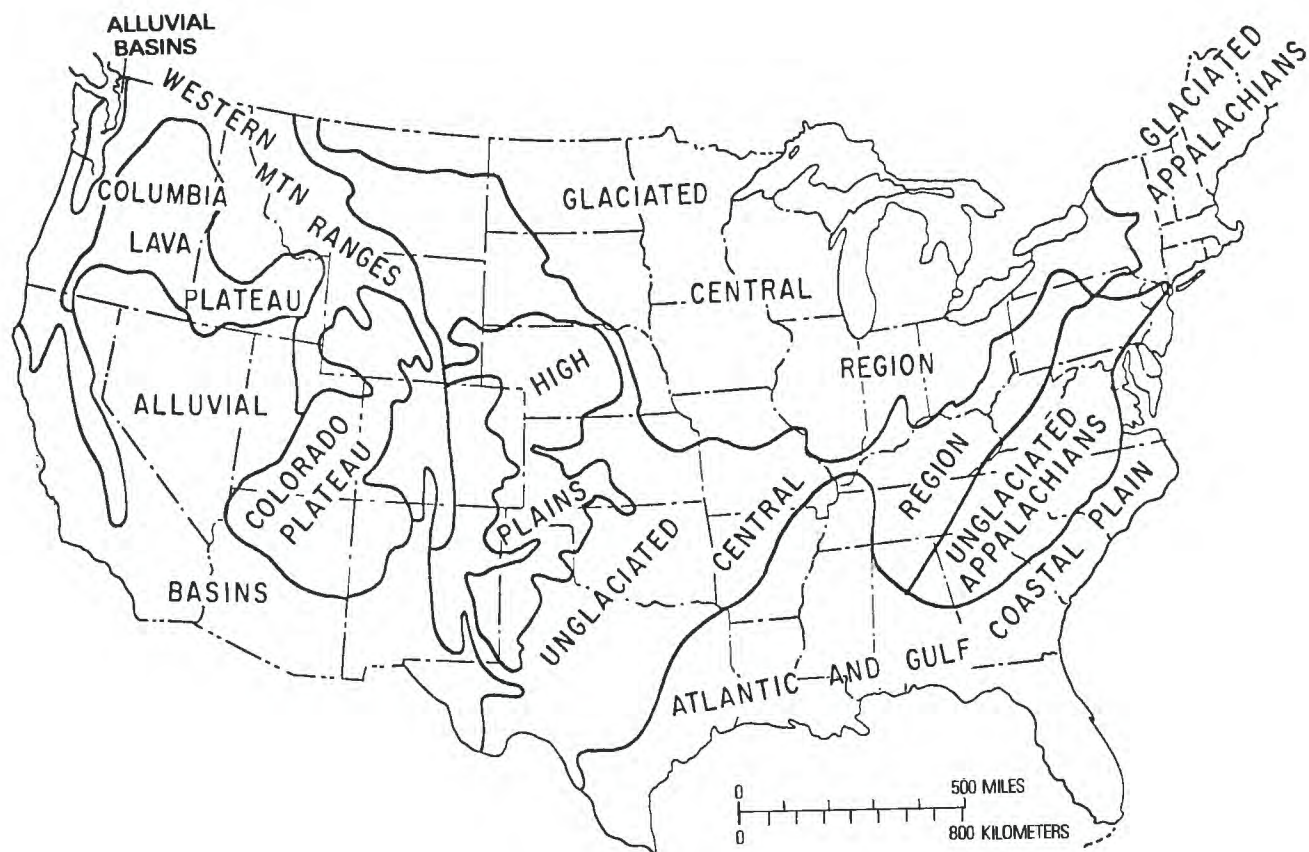 ALLUVIAL
BASINS
WESTERN
MTN
RANGES
COLUMBIA
LAVA
PLATEAU
GLACIATED
CENTRAL
REGION
GLACIATED
APPALACHIANS
HIGH
PLAINS
ALLUVIAL
BASINS
COLORADO
PLATEAU
UNGLACIATED
CENTRAL
REGION
UNGLACIATED
APPALACHIANS
ATLANTIC AND GULF COASTAL PLAIN
0 500 MILES
0 800 KILOMETERS